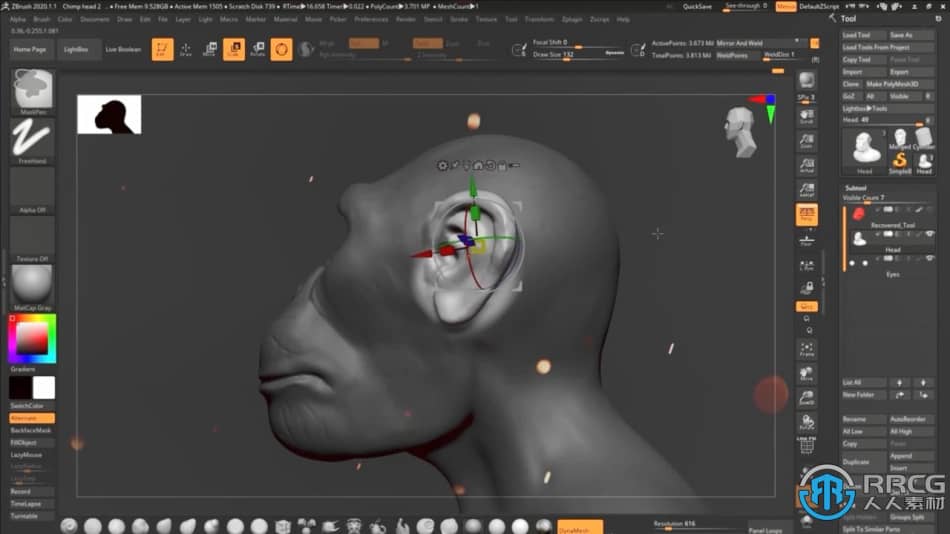 ZBrush 2020.1.1 Chimp head 2 .. • Free Mem 9.528GB • Active Mem 1505 • Scratch Disk 739 • RTime▶16.658 Timer▶0.022 • PolyCount▶3.701 MP • MeshCount▶1 QuickSave See-through 0 Menus DefaultZScript
Alpha Brush Color Document Draw Edit File Layer Light Macro Marker Material Movie Picker Preferences Render Stencil Stroke Texture Tool Transform Zplugin Zscript Help
Tool
0.96,-0.255,1.081
Load Tool Save As
Load Tools From Project
Copy Tool Paste Tool
Import Export
Clone Make PolyMesh3D
GoZ All Visible R
Lightbox▶Tools
Head. 49 R
Home Page LightBox Live Boolean Edit Draw Move Scale Rotate
Focal Shift 0
Draw Size 132 Dynamic
ActivePoints: 3.673 Mil Mirror And Weld
TotalPoints: 3.813 Mil WeldPoints WeldDist 1
MaskPen
FreeHand
Alpha Off
Texture Off
MatCap Gray
Gradient
SwitchColor
Alternate
BackfaceMask
FillObject
LazyMouse
LazyRadius
LazyStep
Record
TimeLapse
Turntable
SPix 3
Scroll
Zoom
Actual
AAHalf
Persp
Floor
L.Sym
Frame
Move
Zoom3D
Rotate
Line Fill
Head
Merged Cylinder
SimpleB Head
Subtool
Visible Count 7
Recovered_Tool
Head
Eyes
List All
New Folder
Rename AutoReorder
All Low All High
Copy Paste
Duplicate Append
Insert
Groups Split
Split To Similar Parts
DynaMesh
Resolution 616
Panel Loops
RRCG
人人素材